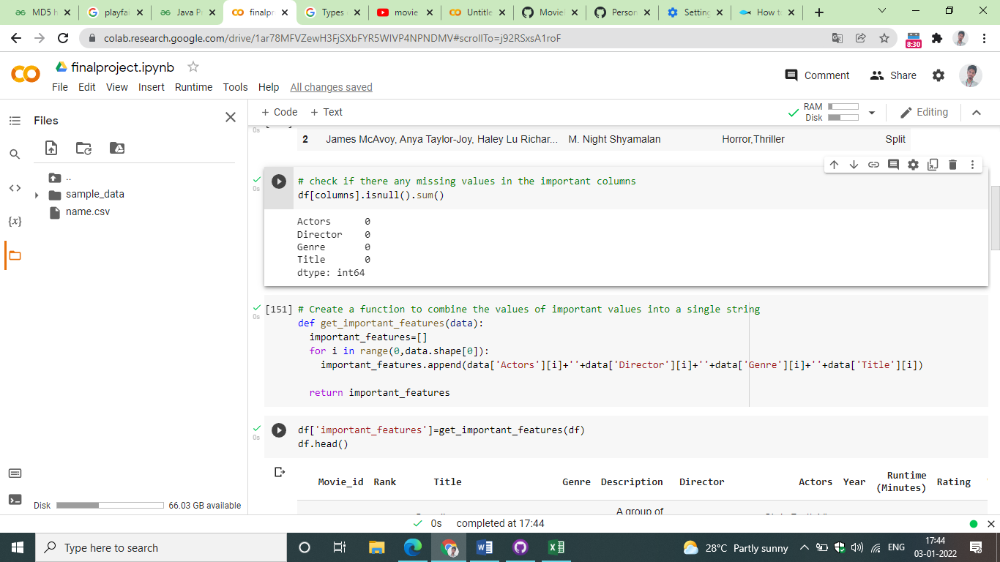 MD5 h
playfai
Java P
finalpr
Types
movie
Untitle
Movie
Person
Setting
How t
colab.research.google.com/drive/1ar78MFVZewH3FjSXbFYR5WIVP4NPNDMV#scrollTo=j92RSxsA1roF
8:30
finalproject.ipynb
File Edit View Insert Runtime Tools Help All changes saved
Comment Share
Files
+ Code + Text
RAM
Disk
Editing
0s
2 James McAvoy, Anya Taylor-Joy, Haley Lu Richar... M. Night Shyamalan Horror,Thriller Split
..
sample_data
name.csv
0s
# check if there any missing values in the important columns
df[columns].isnull().sum()
Actors 0
Director 0
Genre 0
Title 0
dtype: int64
0s
[151] # Create a function to combine the values of important values into a single string
def get_important_features(data):
important_features=[]
for i in range(0,data.shape[0]):
important_features.append(data['Actors'][i]+''+data['Director'][i]+''+data['Genre'][i]+''+data['Title'][i])
return important_features
0s
df['important_features']=get_important_features(df)
df.head()
Movie_id Rank Title Genre Description Director Actors Year Runtime (Minutes) Rating
A group of
Disk 66.03 GB available
0s completed at 17:44
Type here to search
28°C Partly sunny
ENG
17:44
03-01-2022